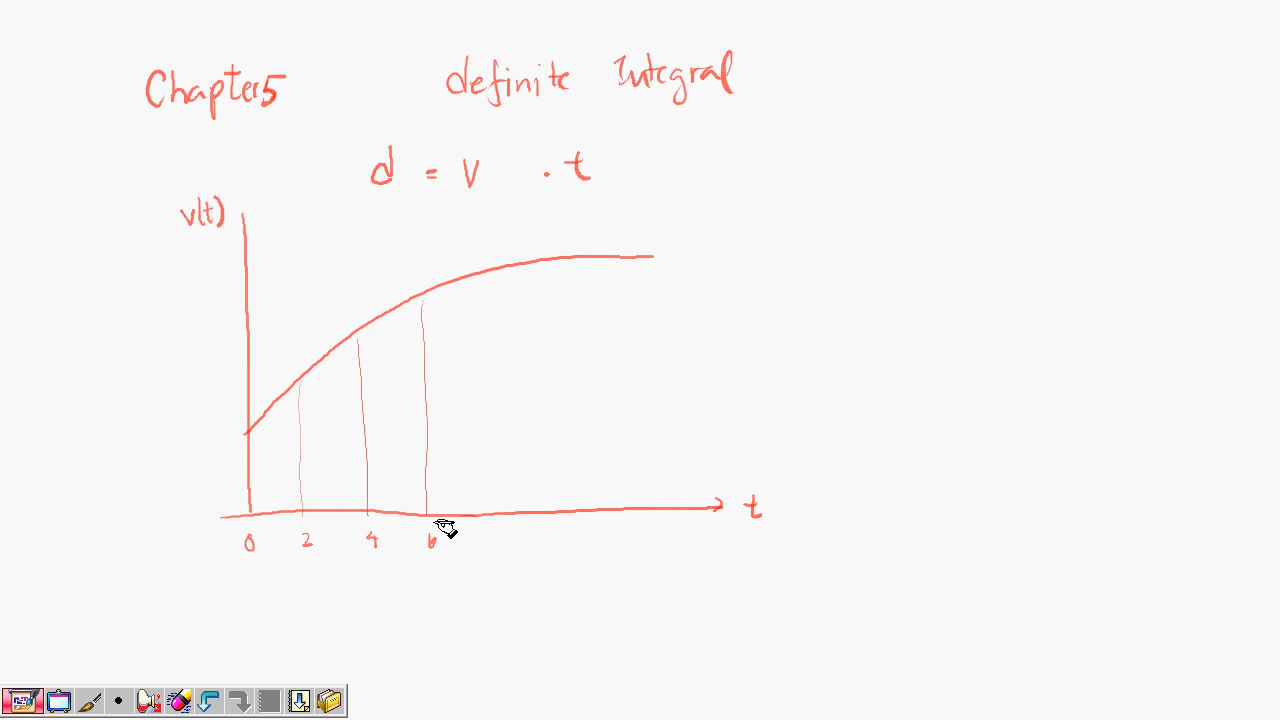 Chapter5 definite Integral
d = v . t
v(t)
t
0 2 4 6